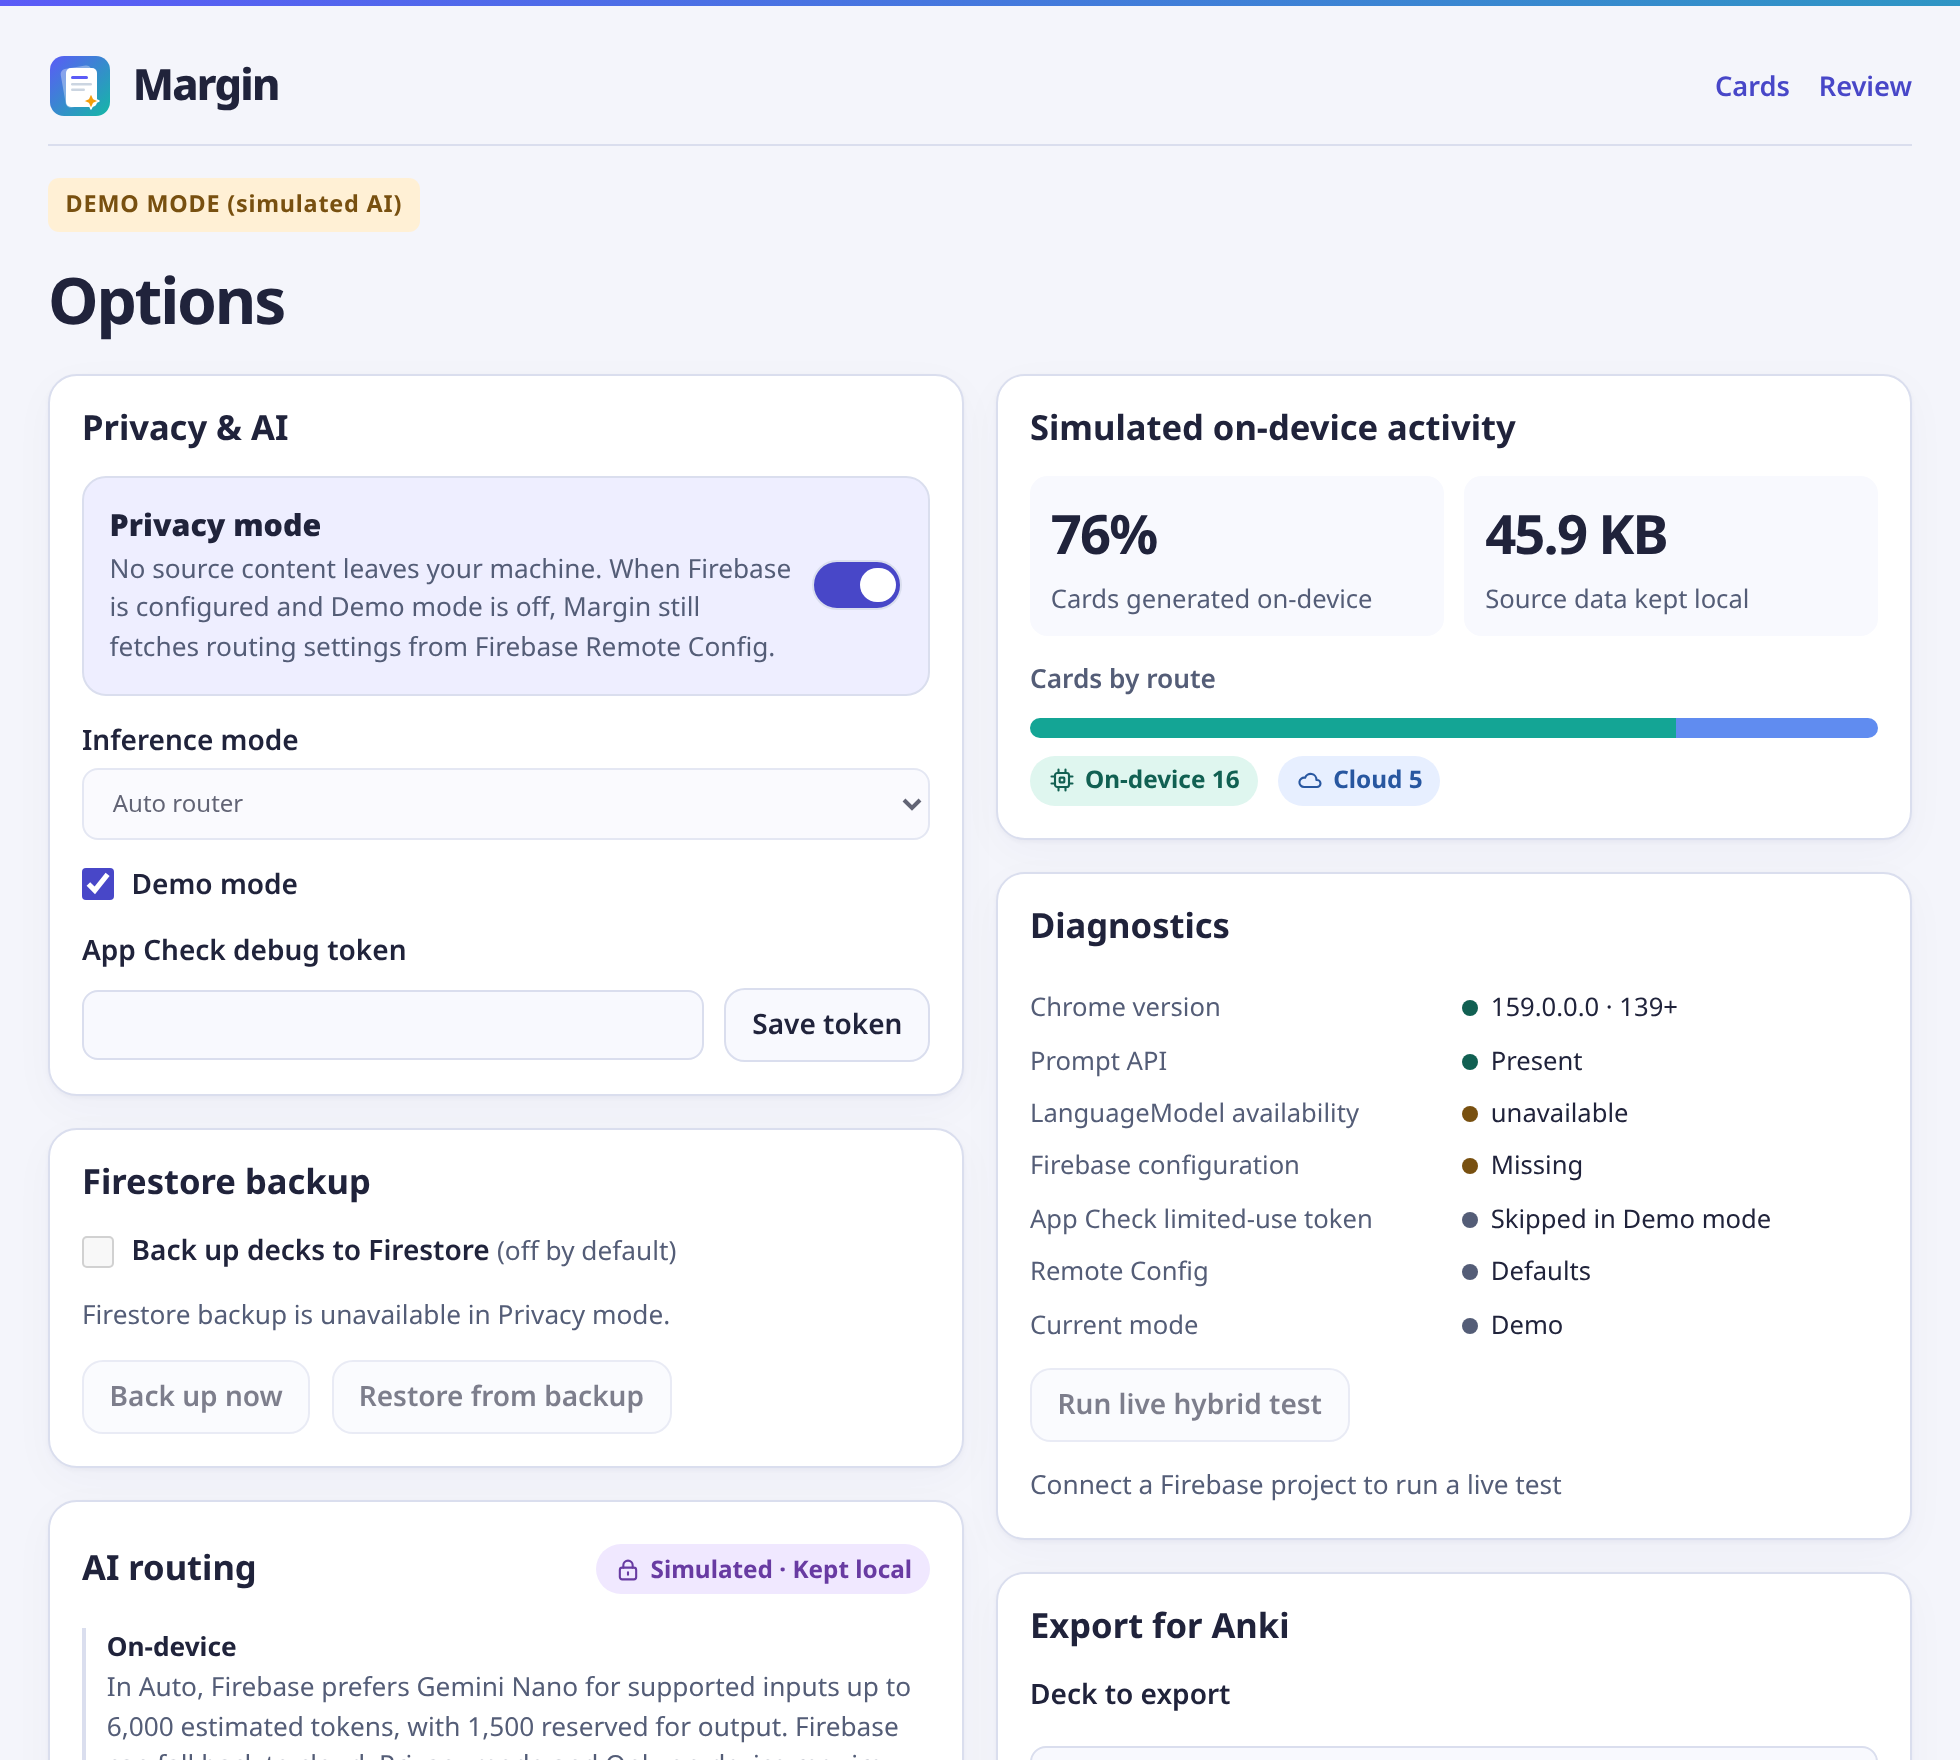 Margin
Cards Review
DEMO MODE (simulated AI)
Options
Privacy & AI
Privacy mode
No source content leaves your machine. When Firebase
is configured and Demo mode is off, Margin still
fetches routing settings from Firebase Remote Config.
Inference mode
Auto router
Demo mode
App Check debug token
Save token
Firestore backup
Back up decks to Firestore (off by default)
Firestore backup is unavailable in Privacy mode.
Back up now Restore from backup
AI routing
Simulated · Kept local
On-device
In Auto, Firebase prefers Gemini Nano for supported inputs up to
6,000 estimated tokens, with 1,500 reserved for output. Firebase
Simulated on-device activity
76%
Cards generated on-device
45.9 KB
Source data kept local
Cards by route
On-device 16 Cloud 5
Diagnostics
Chrome version 159.0.0.0 · 139+
Prompt API Present
LanguageModel availability unavailable
Firebase configuration Missing
App Check limited-use token Skipped in Demo mode
Remote Config Defaults
Current mode Demo
Run live hybrid test
Connect a Firebase project to run a live test
Export for Anki
Deck to export